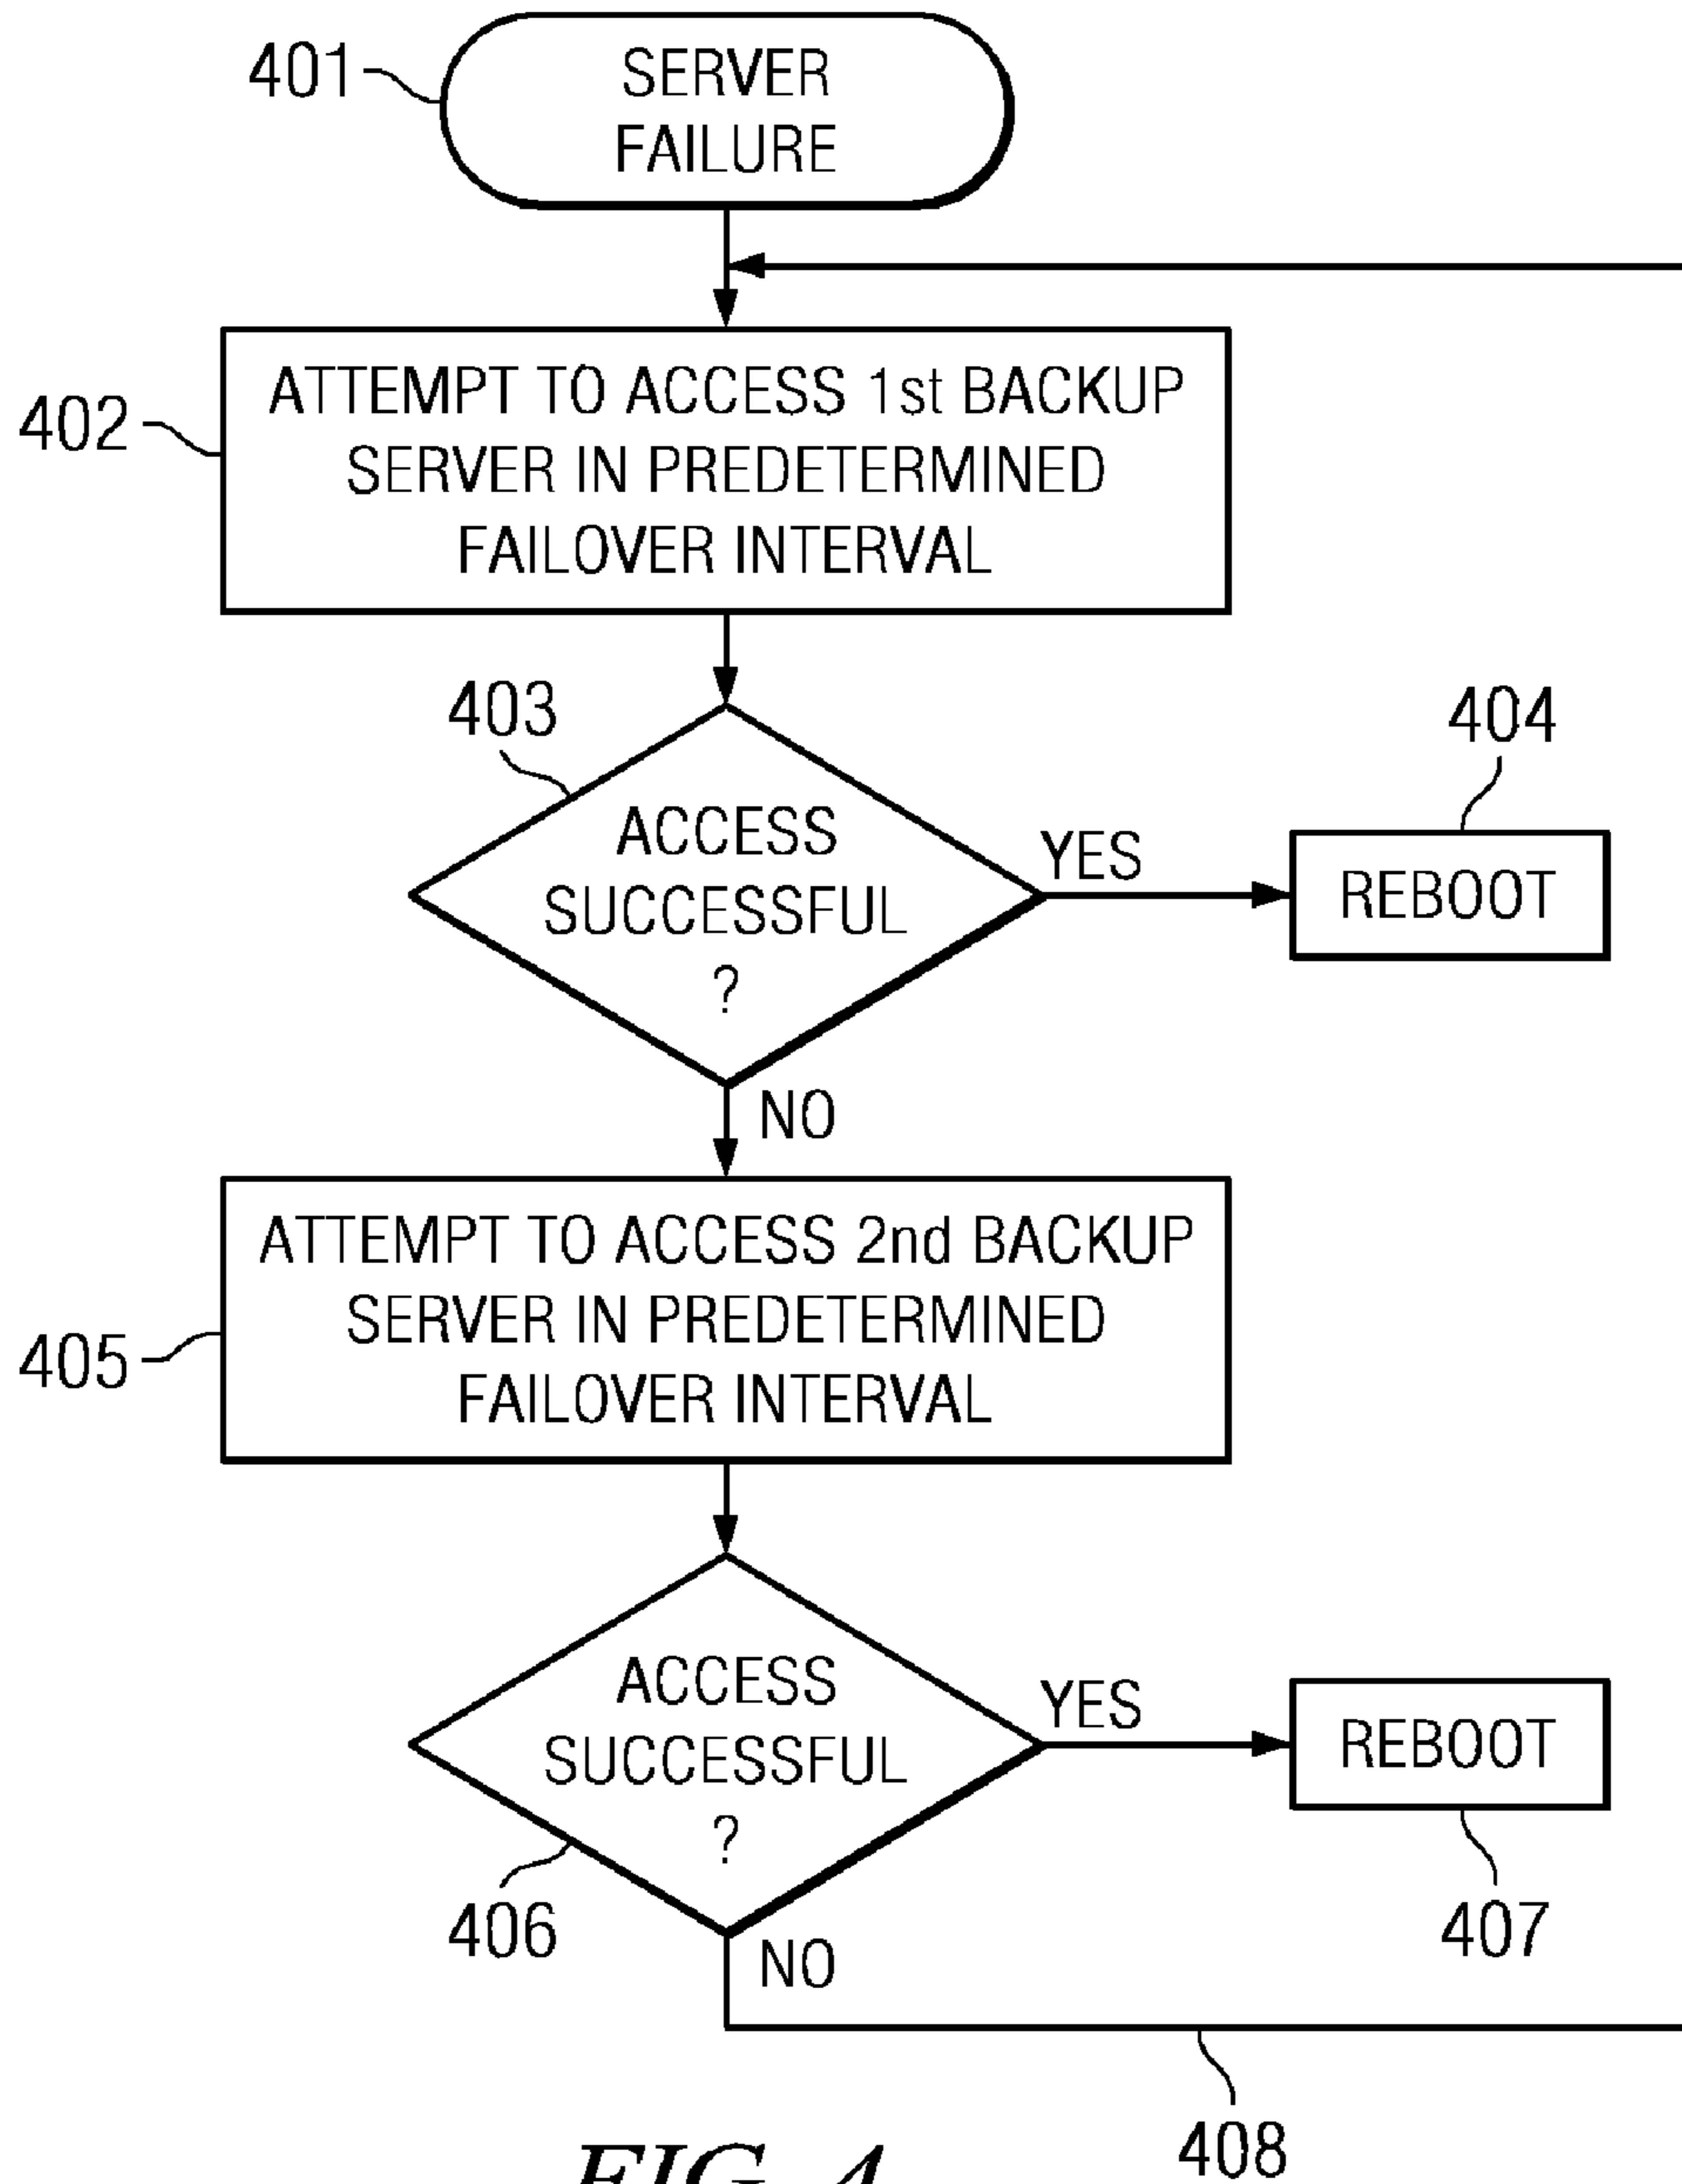 401
SERVER
FAILURE
402
ATTEMPT TO ACCESS 1st BACKUP
SERVER IN PREDETERMINED
FAILOVER INTERVAL
403
ACCESS
SUCCESSFUL
?
YES
404
REBOOT
NO
405
ATTEMPT TO ACCESS 2nd BACKUP
SERVER IN PREDETERMINED
FAILOVER INTERVAL
406
ACCESS
SUCCESSFUL
?
YES
REBOOT
407
NO
408
FIG. 4